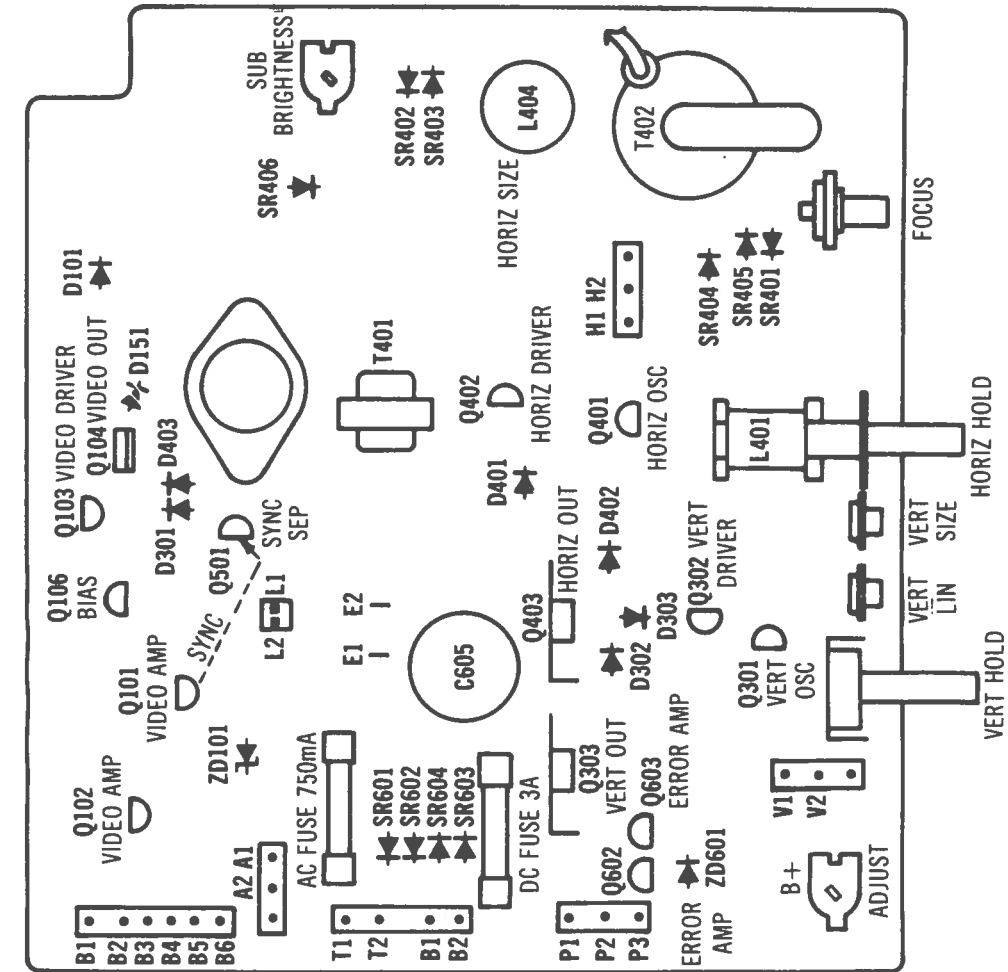 SUB
BRIGHTNESS
SR402
SR403
L404
T402
SR406
HORIZ SIZE
FOCUS
D101
H1 H2
SR404
SR405
SR401
Q103 VIDEO DRIVER
Q104 VIDEO OUT
D151
T401
Q402
HORIZ DRIVER
Q401
HORIZ OSC
L401
HORIZ HOLD
D403
D301
Q501
SYNC
SEP
D401
HORIZ OUT
D402
Q302 VERT
DRIVER
VERT
SIZE
Q106
BIAS
SYNC
L2
L1
E1
E2
Q403
D303
D302
VERT
LIN
Q101
VIDEO AMP
C605
Q301
VERT
OSC
VERT HOLD
ZD101
AC FUSE 750mA
SR601
SR602
SR604
SR603
DC FUSE 3A
Q303
VERT OUT
Q603
ERROR AMP
V1
V2
Q102
VIDEO AMP
A2 A1
Q602
ZD601
B+
ADJUST
B1
B2
B3
B4
B5
B6
T1
T2
B1
B2
P1
P2
P3
ERROR
AMP